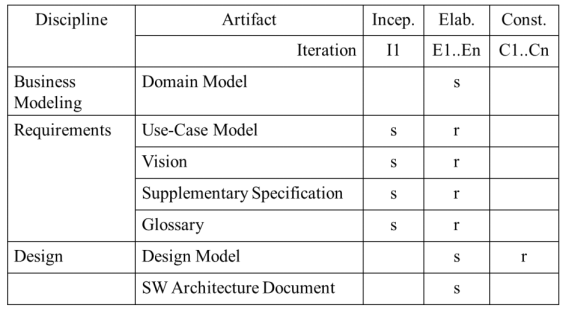 Discipline Artifact Incep. Elab. Const.
Iteration I1 E1..En C1..Cn
Business Modeling Domain Model s
Requirements Use-Case Model s r
Vision s r
Supplementary Specification s r
Glossary s r
Design Design Model s r
SW Architecture Document s